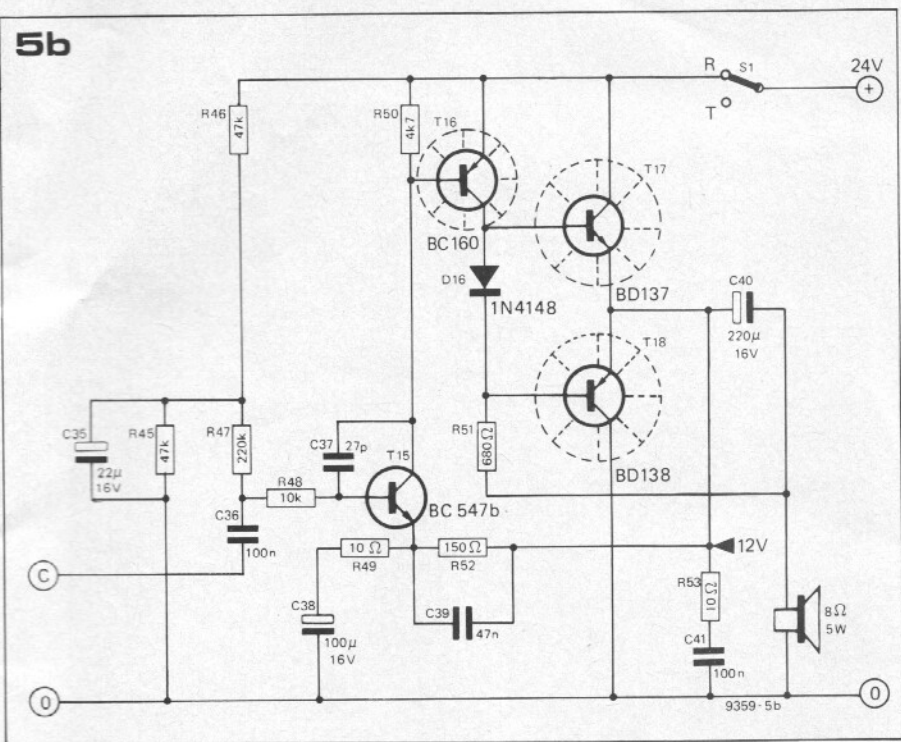 5b
R46
47k
R50
4k7
T16
BC160
R
S1
T
24V
+
T17
BD137
D16
1N4148
C40
220µ
16V
T18
BD138
C35
22µ
16V
R45
47k
R47
220k
C37
27p
T15
R51
680Ω
R48
10k
BC 547b
C36
100n
C
10 Ω
R49
150Ω
R52
12V
C38
100µ
16V
C39
47n
R53
10Ω
C41
100n
8Ω
5W
0
9359-5b
0